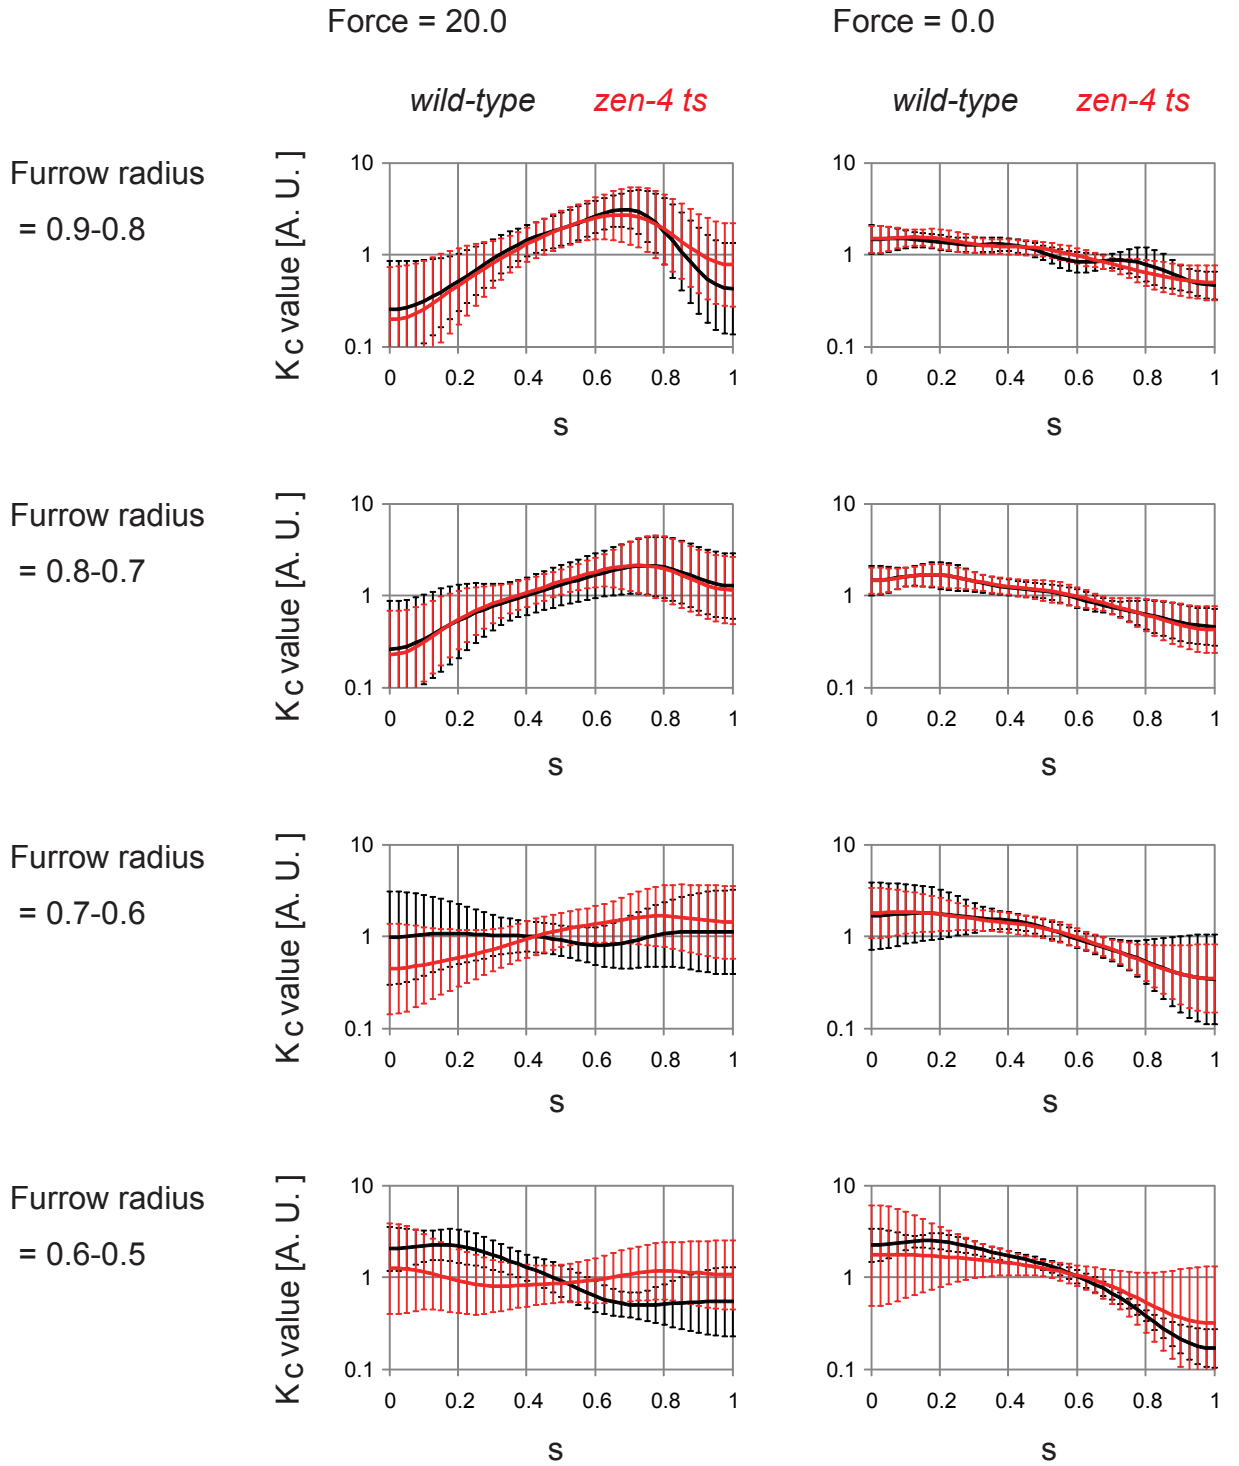 Force = 20.0
Force = 0.0
wild-type zen-4 ts
wild-type zen-4 ts
Furrow radius
= 0.9-0.8
Kc value [A. U. ]
10
1
0.1
0 0.2 0.4 0.6 0.8 1
s
10
1
0.1
0 0.2 0.4 0.6 0.8 1
s
Furrow radius
= 0.8-0.7
Kc value [A. U. ]
10
1
0.1
0 0.2 0.4 0.6 0.8 1
s
10
1
0.1
0 0.2 0.4 0.6 0.8 1
s
Furrow radius
= 0.7-0.6
Kc value [A. U. ]
10
1
0.1
0 0.2 0.4 0.6 0.8 1
s
10
1
0.1
0 0.2 0.4 0.6 0.8 1
s
Furrow radius
= 0.6-0.5
Kc value [A. U. ]
10
1
0.1
0 0.2 0.4 0.6 0.8 1
s
10
1
0.1
0 0.2 0.4 0.6 0.8 1
s